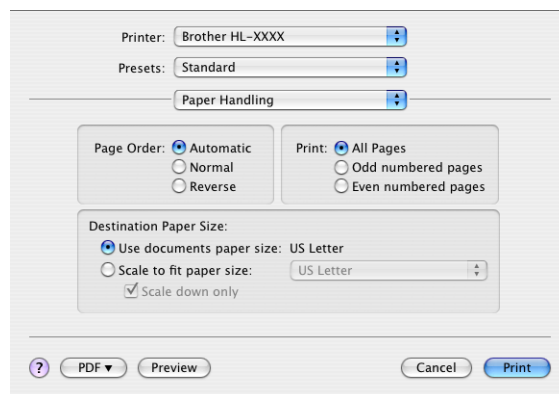 Printer: Brother HL-XXXX
Presets: Standard
Paper Handling
Page Order: Automatic
Normal
Reverse
Print: All Pages
Odd numbered pages
Even numbered pages
Destination Paper Size:
Use documents paper size: US Letter
Scale to fit paper size: US Letter
Scale down only
? PDF ▼ Preview Cancel Print